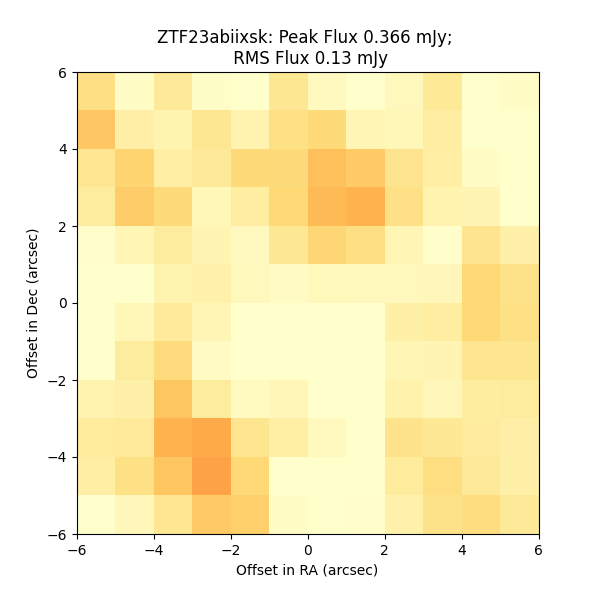 ZTF23abiixsk: Peak Flux 0.366 mJy;
RMS Flux 0.13 mJy
6
4
2
0
−2
−4
−6
Offset in Dec (arcsec)
−6 −4 −2 0 2 4 6
Offset in RA (arcsec)